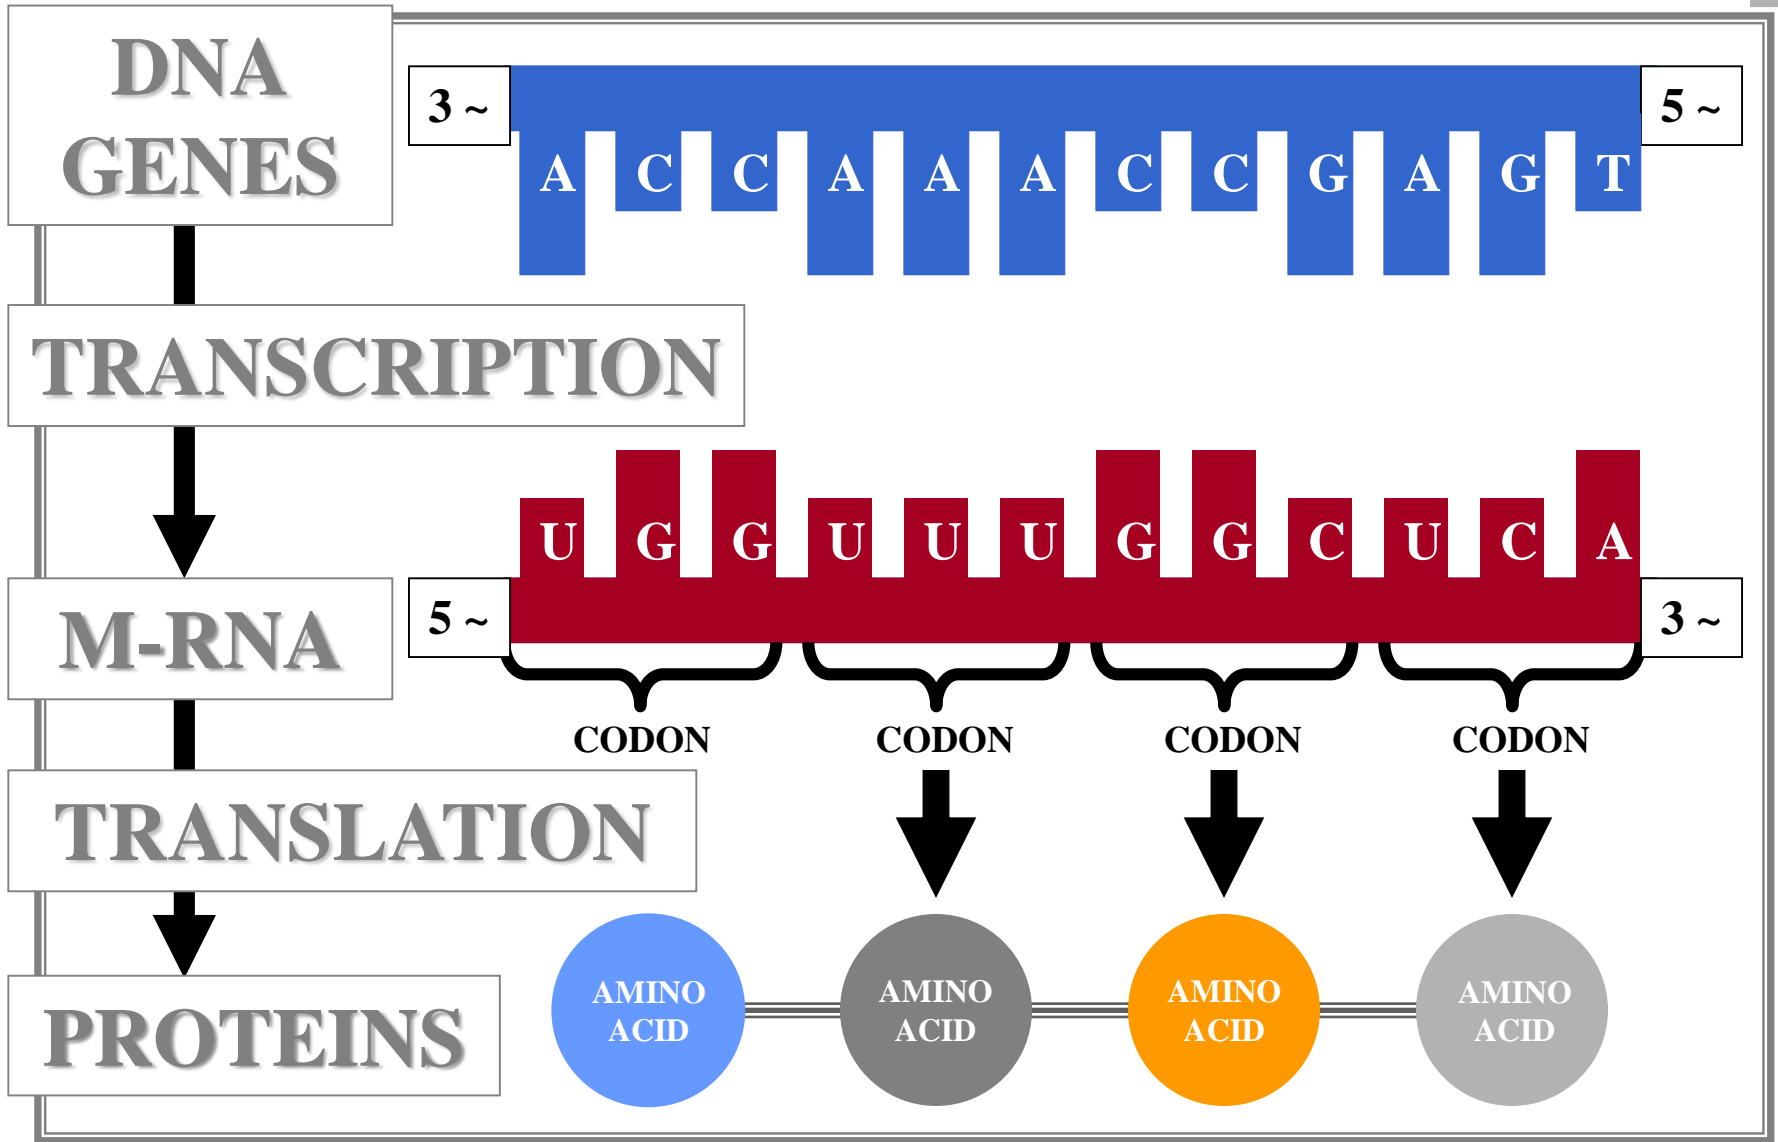 DNA
GENES
3 ~
5 ~
A C C A A A C C G A G T
TRANSCRIPTION
U G G U U U G G C U C A
M-RNA
5 ~
3 ~
CODON CODON CODON CODON
TRANSLATION
PROTEINS
AMINO
ACID
AMINO
ACID
AMINO
ACID
AMINO
ACID